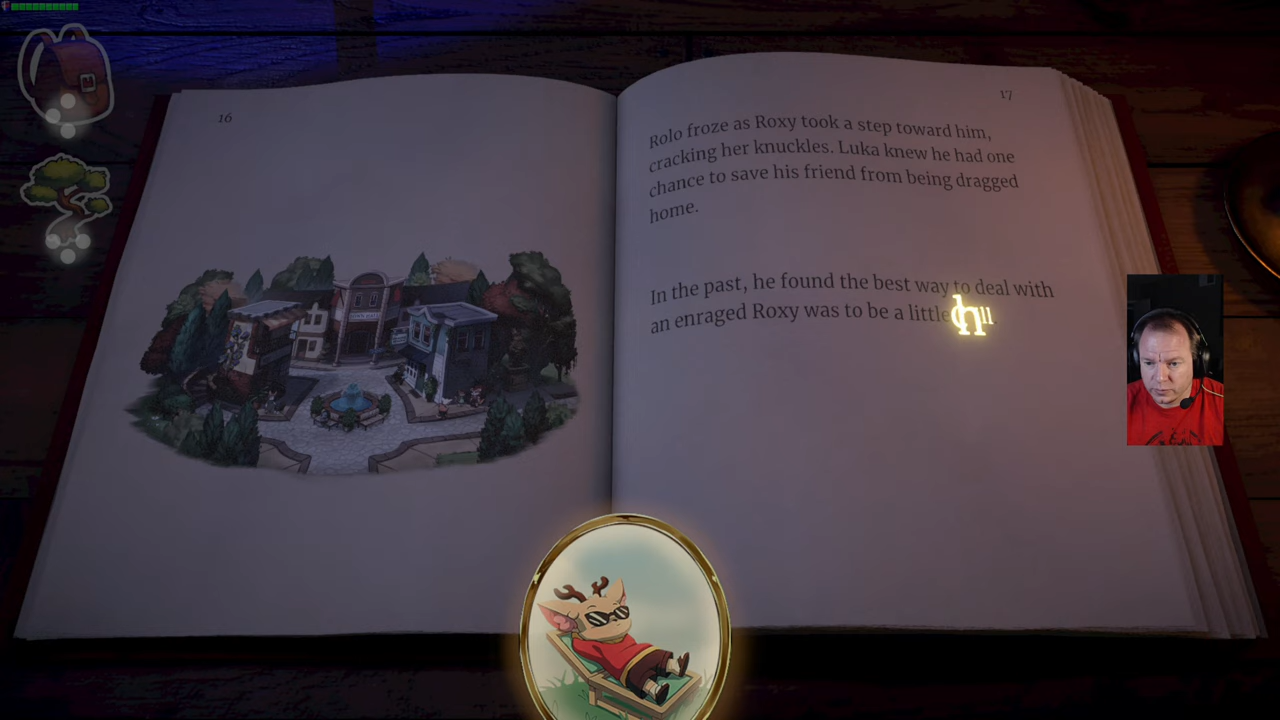 16
17
Rolo froze as Roxy took a step toward him,
cracking her knuckles. Luka knew he had one
chance to save his friend from being dragged
home.
In the past, he found the best way to deal with
an enraged Roxy was to be a little